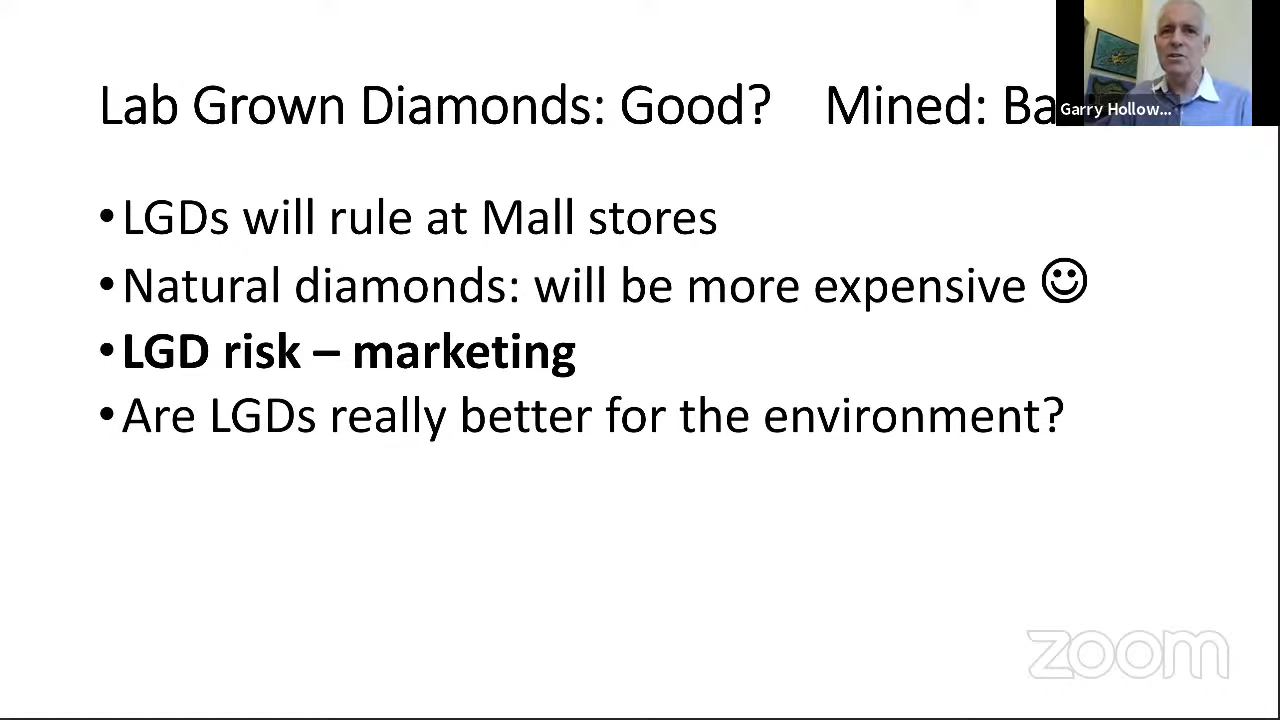 Lab Grown Diamonds: Good? Mined: Ba
Garry Hollow...
• LGDs will rule at Mall stores
• Natural diamonds: will be more expensive ☺
• LGD risk – marketing
• Are LGDs really better for the environment?
zoom